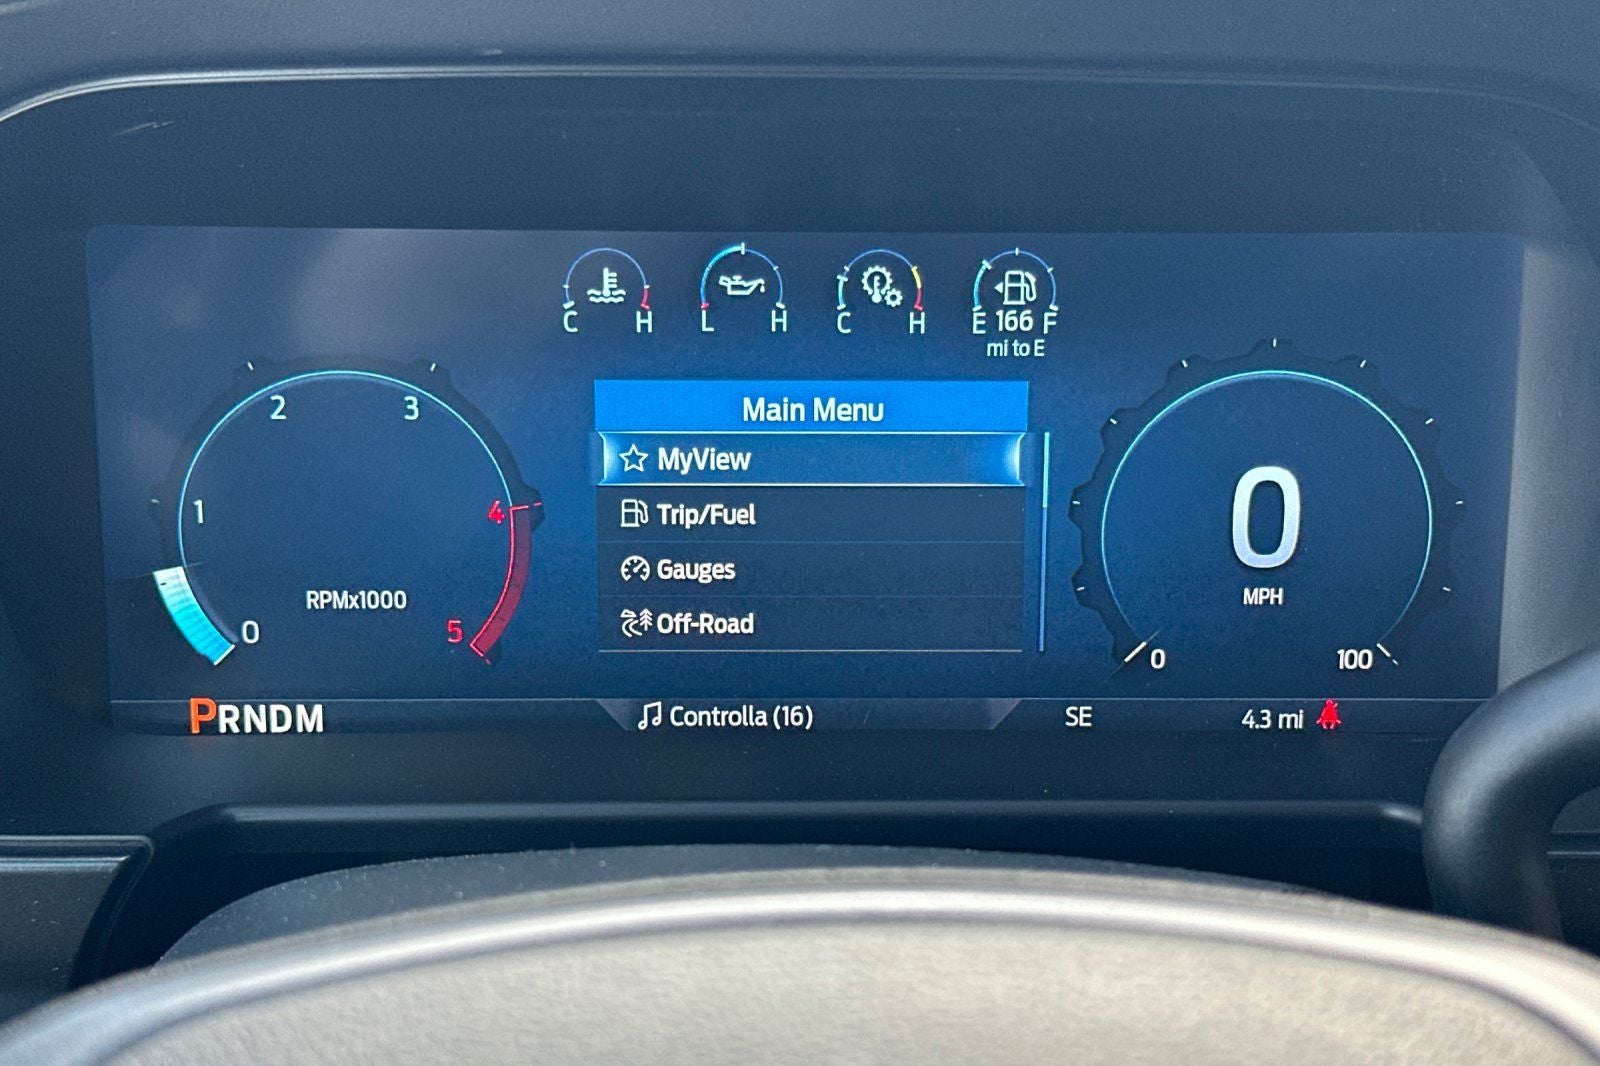 C H
L H
C H
E 166 F
mi to E
0 1 2 3 4 5
RPMx1000
Main Menu
MyView
Trip/Fuel
Gauges
Off-Road
0
MPH
0 100
PRNDM
Controlla (16)
SE
4.3 mi